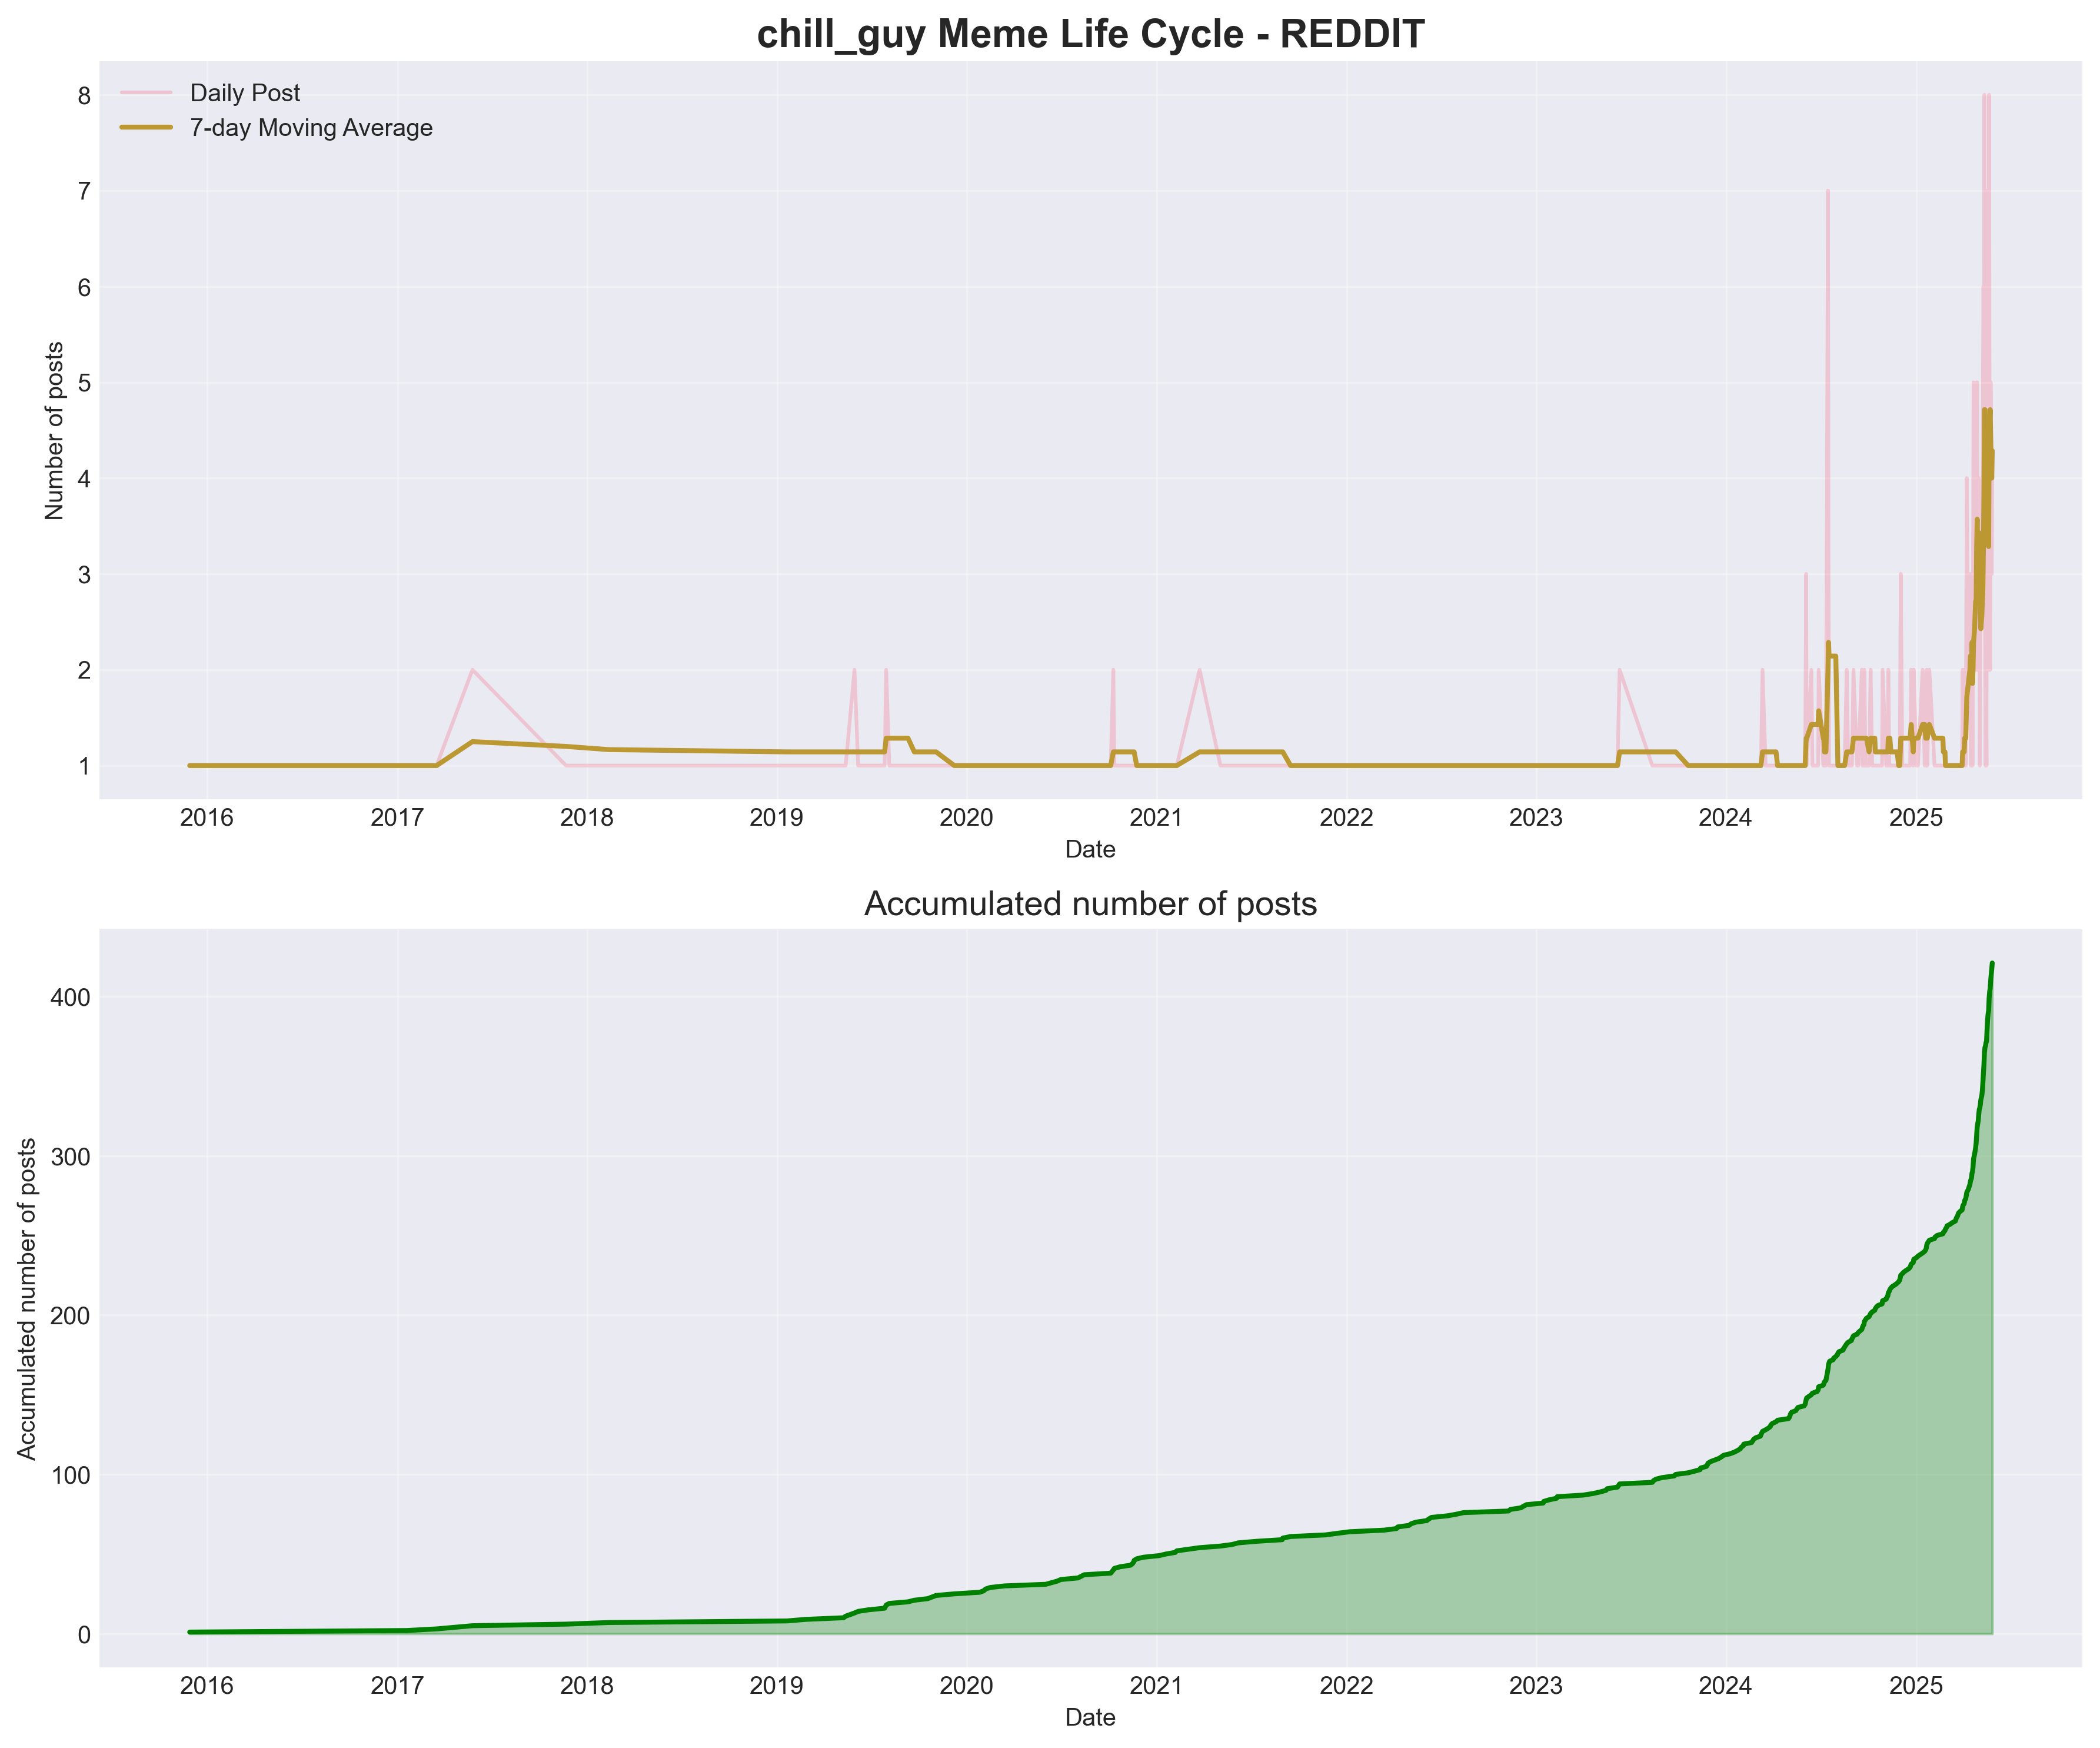 chill_guy Meme Life Cycle - REDDIT
Daily Post
7-day Moving Average
Number of posts
8
7
6
5
4
3
2
1
2016 2017 2018 2019 2020 2021 2022 2023 2024 2025
Date
Accumulated number of posts
Accumulated number of posts
400
300
200
100
0
2016 2017 2018 2019 2020 2021 2022 2023 2024 2025
Date